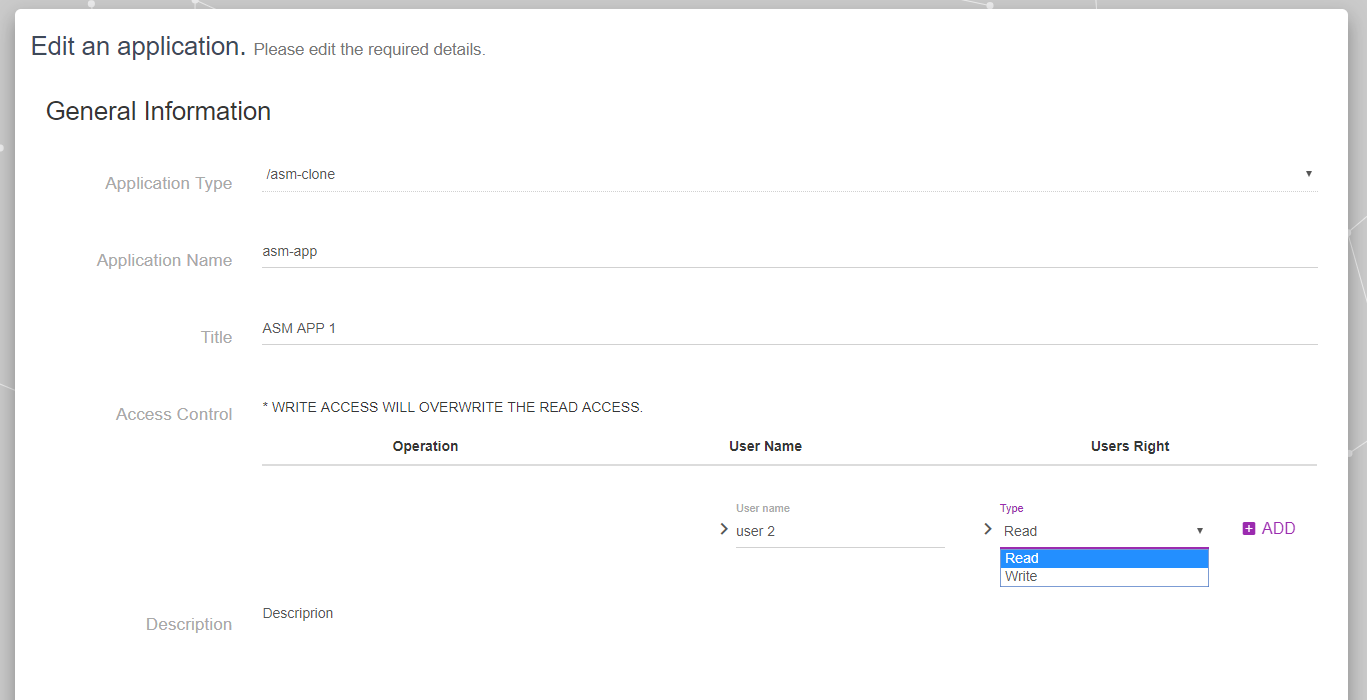 Edit an application. Please edit the required details.
General Information
Application Type /asm-clone
Application Name asm-app
Title ASM APP 1
Access Control * WRITE ACCESS WILL OVERWRITE THE READ ACCESS.
Operation User Name Users Right
User name Type
user 2 Read ADD
Read
Write
Description Descriprion